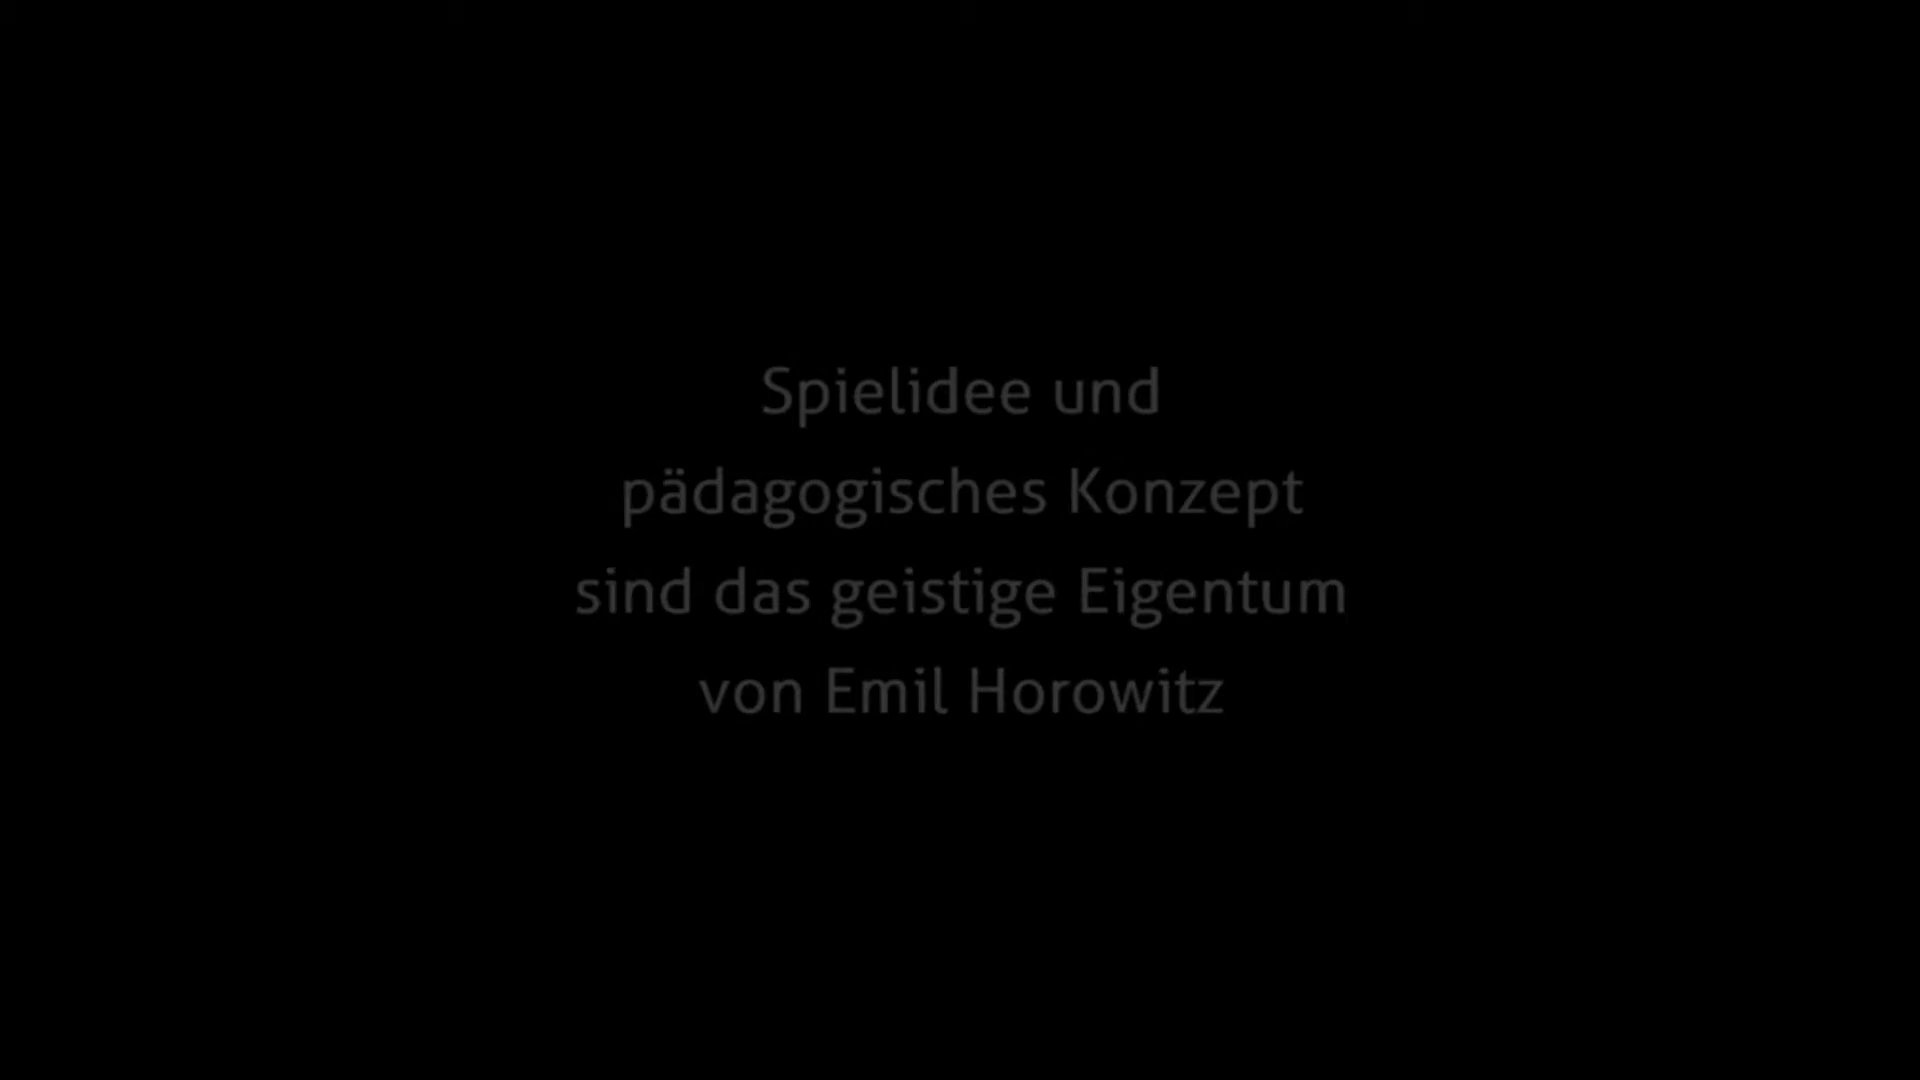 Spielidee und
pädagogisches Konzept
sind das geistige Eigentum
von Emil Horowitz